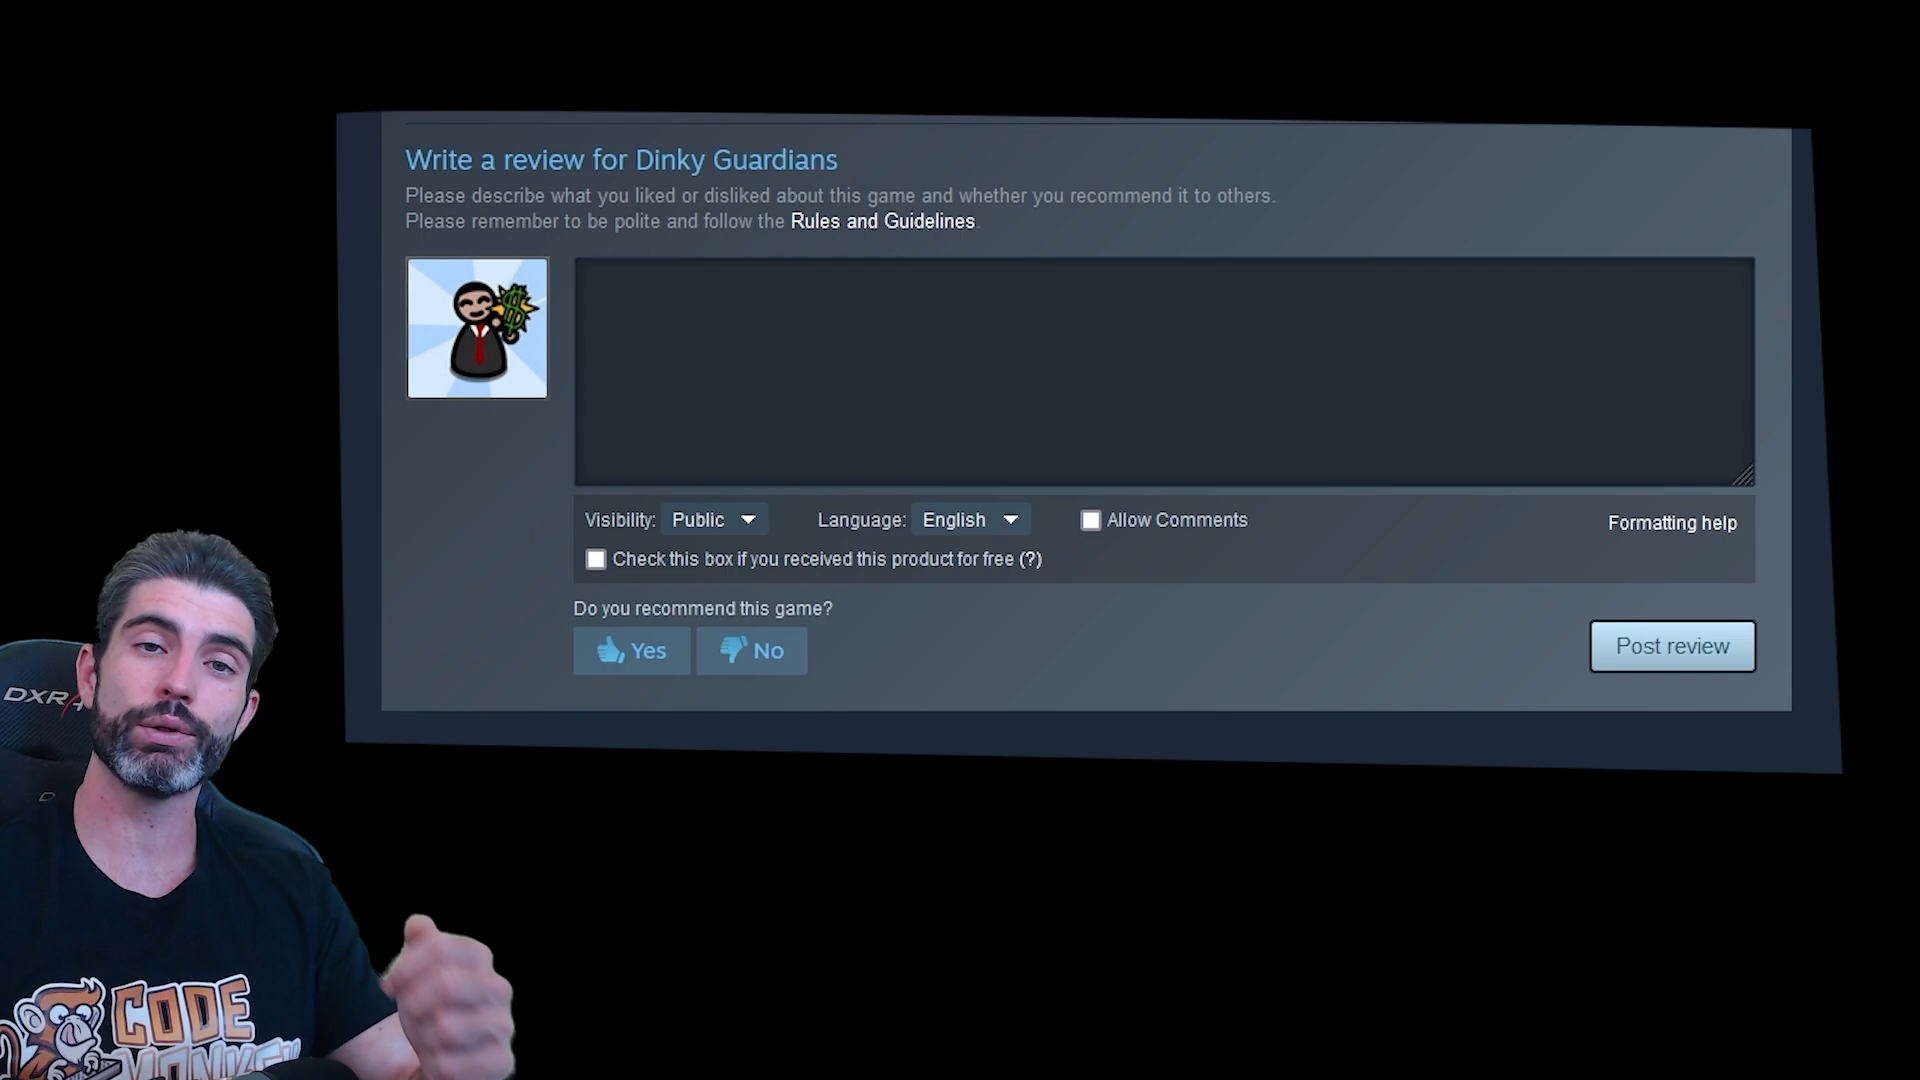 Write a review for Dinky Guardians
Please describe what you liked or disliked about this game and whether you recommend it to others.
Please remember to be polite and follow the Rules and Guidelines.
Visibility: Public
Language: English
Allow Comments
Formatting help
Check this box if you received this product for free (?)
Do you recommend this game?
Yes
No
Post review
DXR
CODE
MONKEY